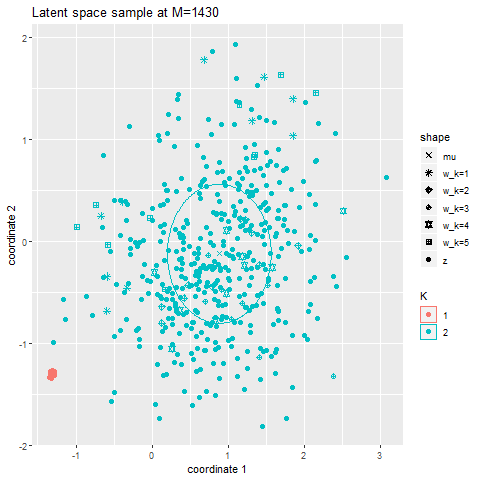 Latent space sample at M=1430
2
1
0
-1
-2
coordinate 2
-1
0
1
2
3
coordinate 1
shape
mu
w_k=1
w_k=2
w_k=3
w_k=4
w_k=5
z
K
1
2